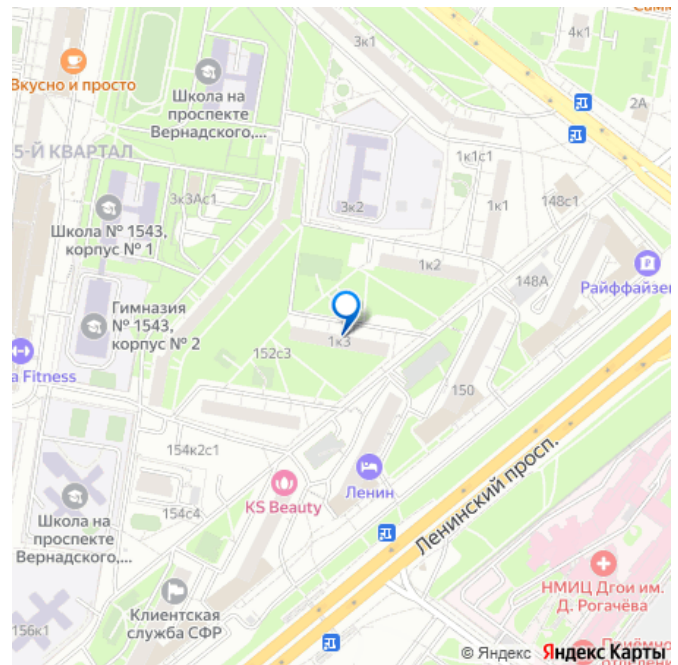 Самк
4к1
3к1
Вкусно и просто
Школа на
проспекте
Вернадского,...
2А
5-Й КВАРТАЛ
1к1с1
3к3Ас1
3к2
1к1
148с1
Школа № 1543,
корпус № 1
1к2
148А
Райффайзен
Гимназия
№ 1543,
корпус № 2
1к3
152с3
a Fitness
150
154к2с1
Ленинский просп.
Ленин
KS Beauty
154с4
Школа на
проспекте
Вернадского,...
НМИЦ Дгои им.
Д. Рогачёва
Клиентская
служба СФР
156к1
© Яндекс Яндекс Карты
Приёмно
отделени